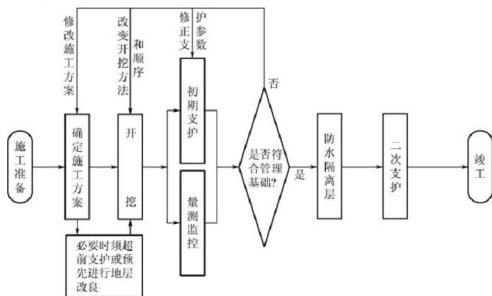 修改施工方案
改变开挖方法
和顺序
修正支
护参数
否
施工准备
确定施工方案
开挖
初期支护
量测监控
是否符
合管理
基础?
是
防水隔离层
二次支护
竣工
必要时须超
前支护或预
先进行地层
改良